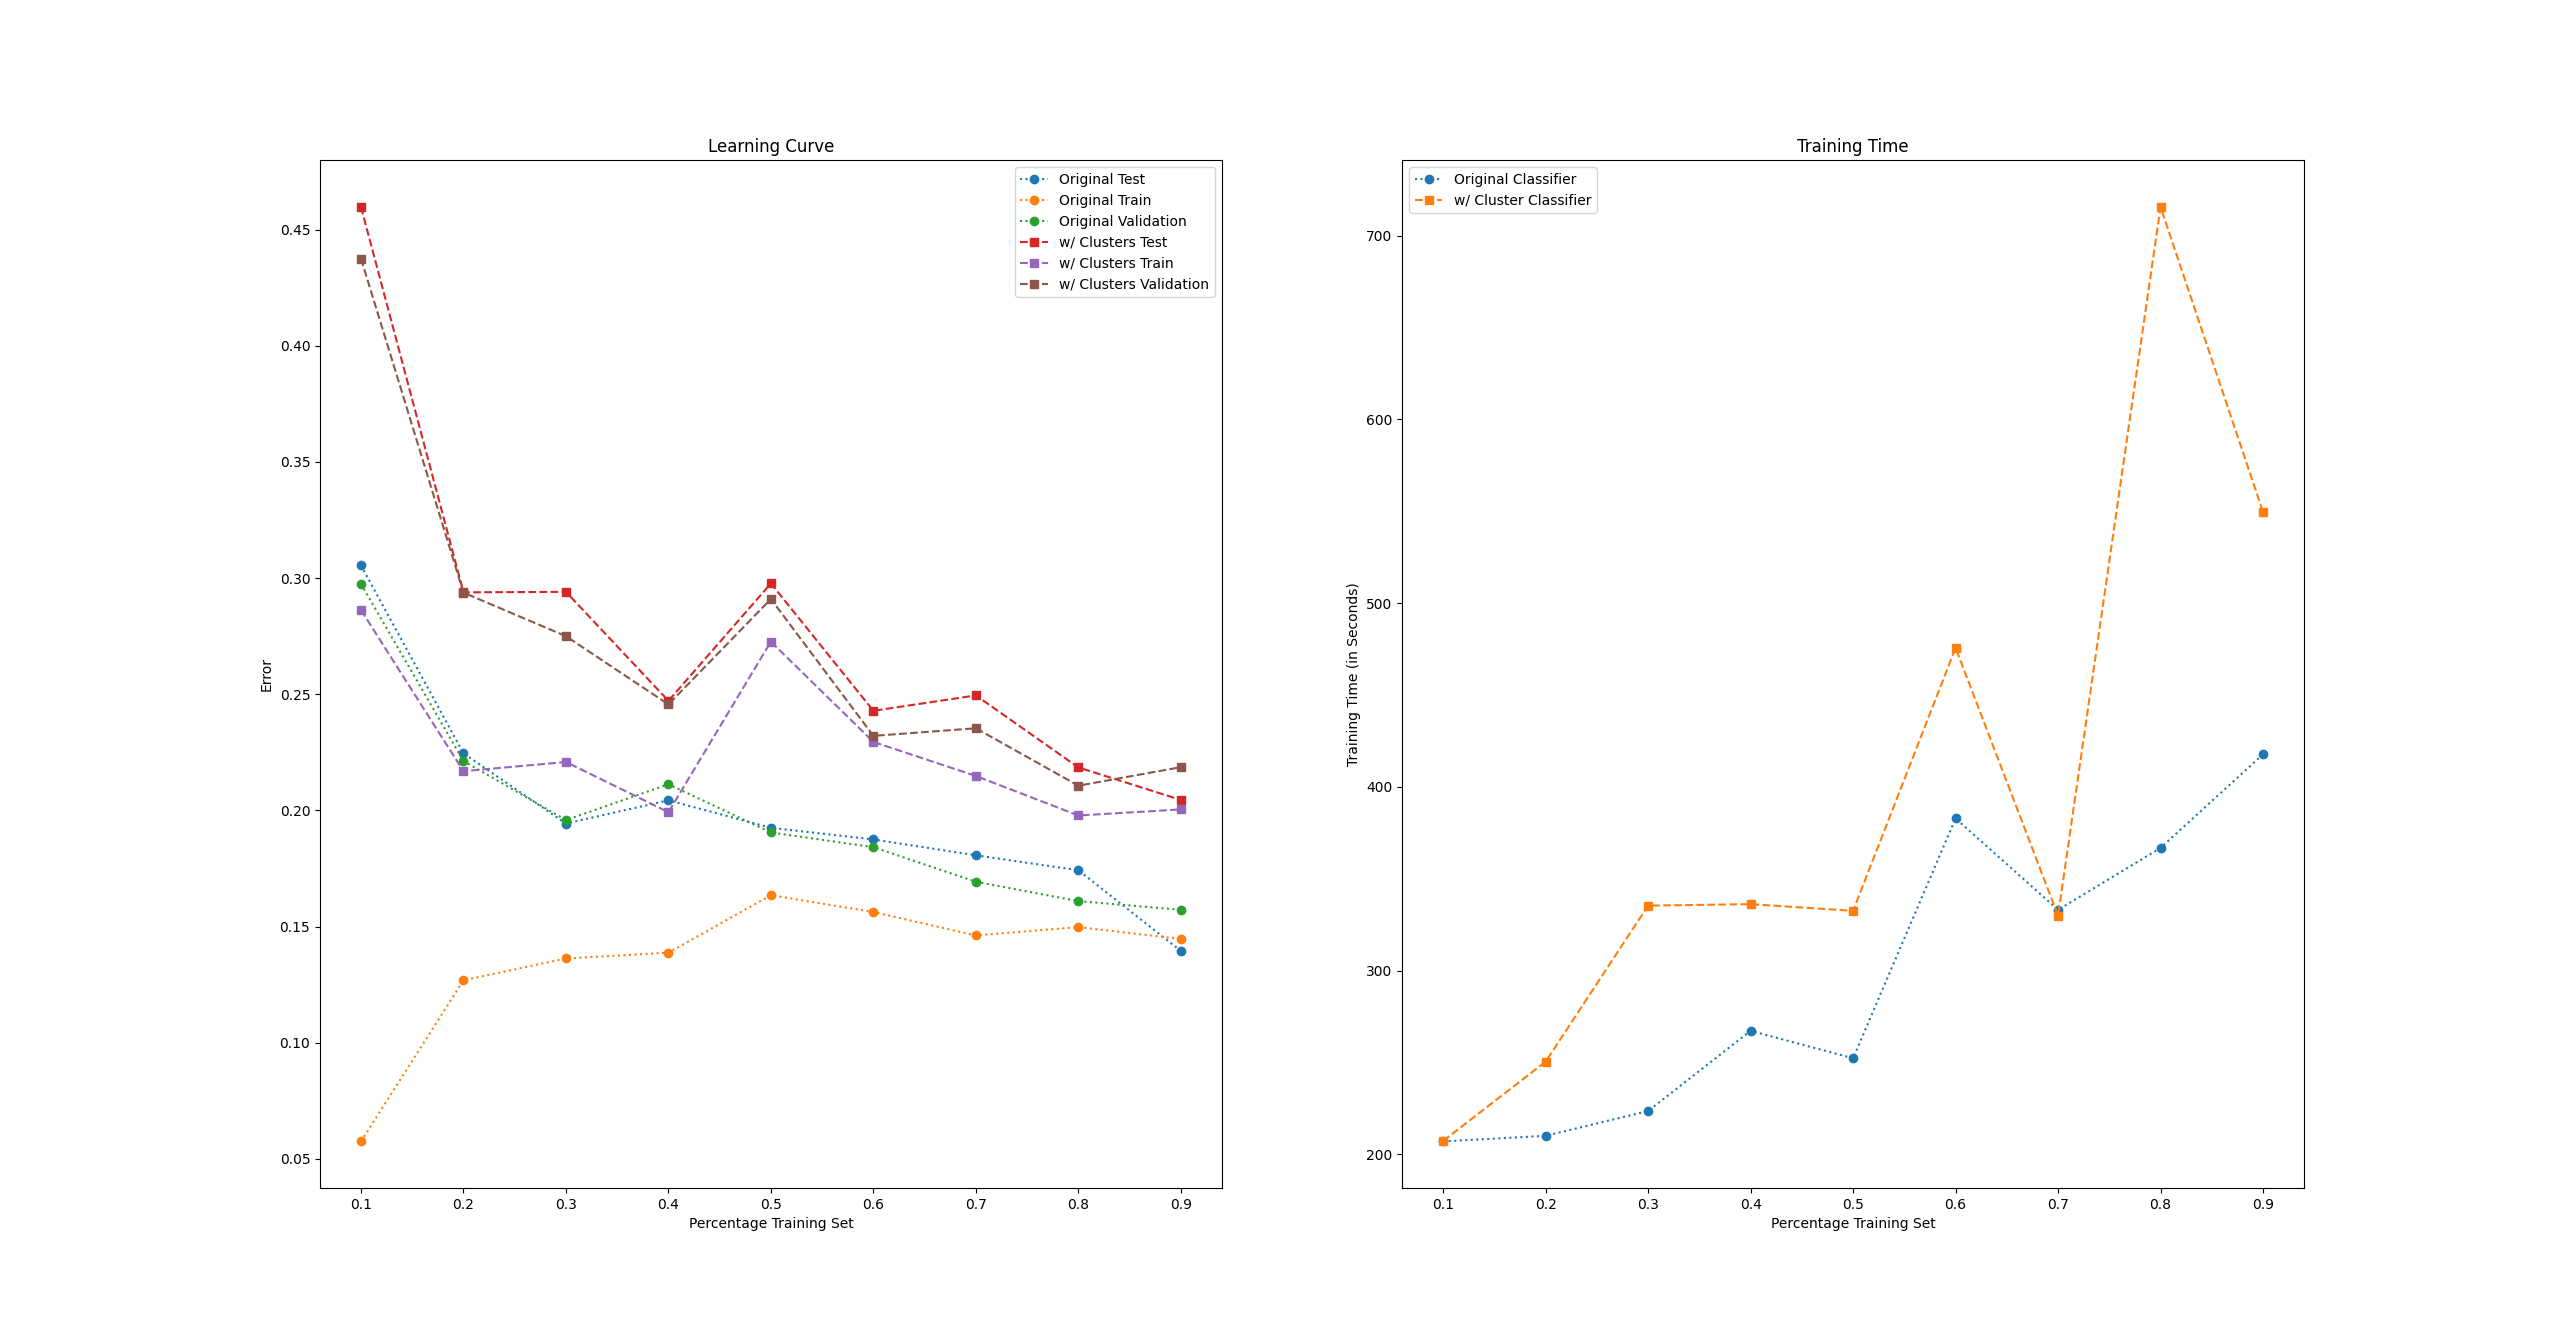 Learning Curve
Original Test
Original Train
Original Validation
w/ Clusters Test
w/ Clusters Train
w/ Clusters Validation
Error
0.45
0.40
0.35
0.30
0.25
0.20
0.15
0.10
0.05
0.1 0.2 0.3 0.4 0.5 0.6 0.7 0.8 0.9
Percentage Training Set
Training Time
Original Classifier
w/ Cluster Classifier
Training Time (in Seconds)
700
600
500
400
300
200
0.1 0.2 0.3 0.4 0.5 0.6 0.7 0.8 0.9
Percentage Training Set